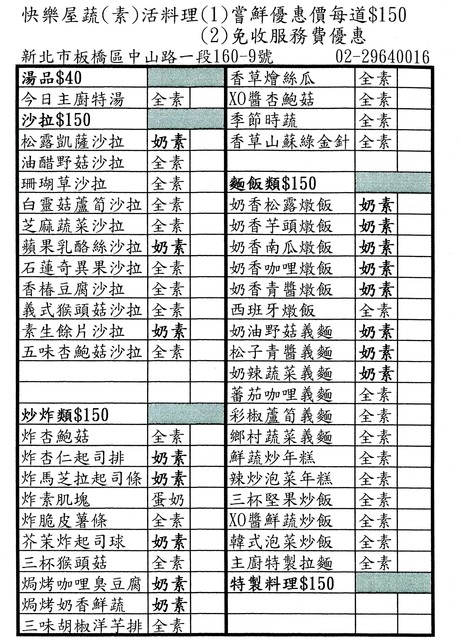 快樂屋蔬(素)活料理(1)嘗鮮優惠價每道$150
(2)免收服務費優惠
新北市板橋區中山路一段160-9號 02-29640016
湯品$40
今日主廚特湯 全素
沙拉$150
松露凱薩沙拉 奶素
油醋野菇沙拉 全素
珊瑚草沙拉 全素
白靈菇蘆筍沙拉 全素
芝麻蔬菜沙拉 全素
蘋果乳酪絲沙拉 奶素
石蓮奇異果沙拉 全素
香椿豆腐沙拉 全素
義式猴頭菇沙拉 全素
素生餘片沙拉 奶素
五味杏鮑菇沙拉 全素
炒炸類$150
炸杏鮑菇 全素
炸杏仁起司排 奶素
炸馬芝拉起司條 奶素
炸素肌塊 蛋奶
炸脆皮薯條 全素
芥茉炸起司球 奶素
三杯猴頭菇 全素
焗烤咖哩臭豆腐 奶素
焗烤奶香鮮蔬 奶素
三味胡椒洋芋排 全素
香草燴絲瓜 全素
XO醬杏鮑菇 全素
季節時蔬 全素
香草山蘇綠金針 全素
麵飯類$150
奶香松露燉飯 奶素
奶香芋頭燉飯 奶素
奶香南瓜燉飯 奶素
奶香咖哩燉飯 奶素
奶香青醬燉飯 奶素
西班牙燉飯 全素
奶油野菇義麵 奶素
松子青醬義麵 奶素
奶辣蔬菜義麵 奶素
蕃茄咖哩義麵 全素
彩椒蘆筍義麵 全素
鄉村蔬菜義麵 全素
鮮蔬炒年糕 全素
辣炒泡菜年糕 全素
三杯堅果炒飯 全素
XO醬鮮蔬炒飯 全素
韓式泡菜炒飯 全素
主廚特製拉麵 全素
特製料理$150